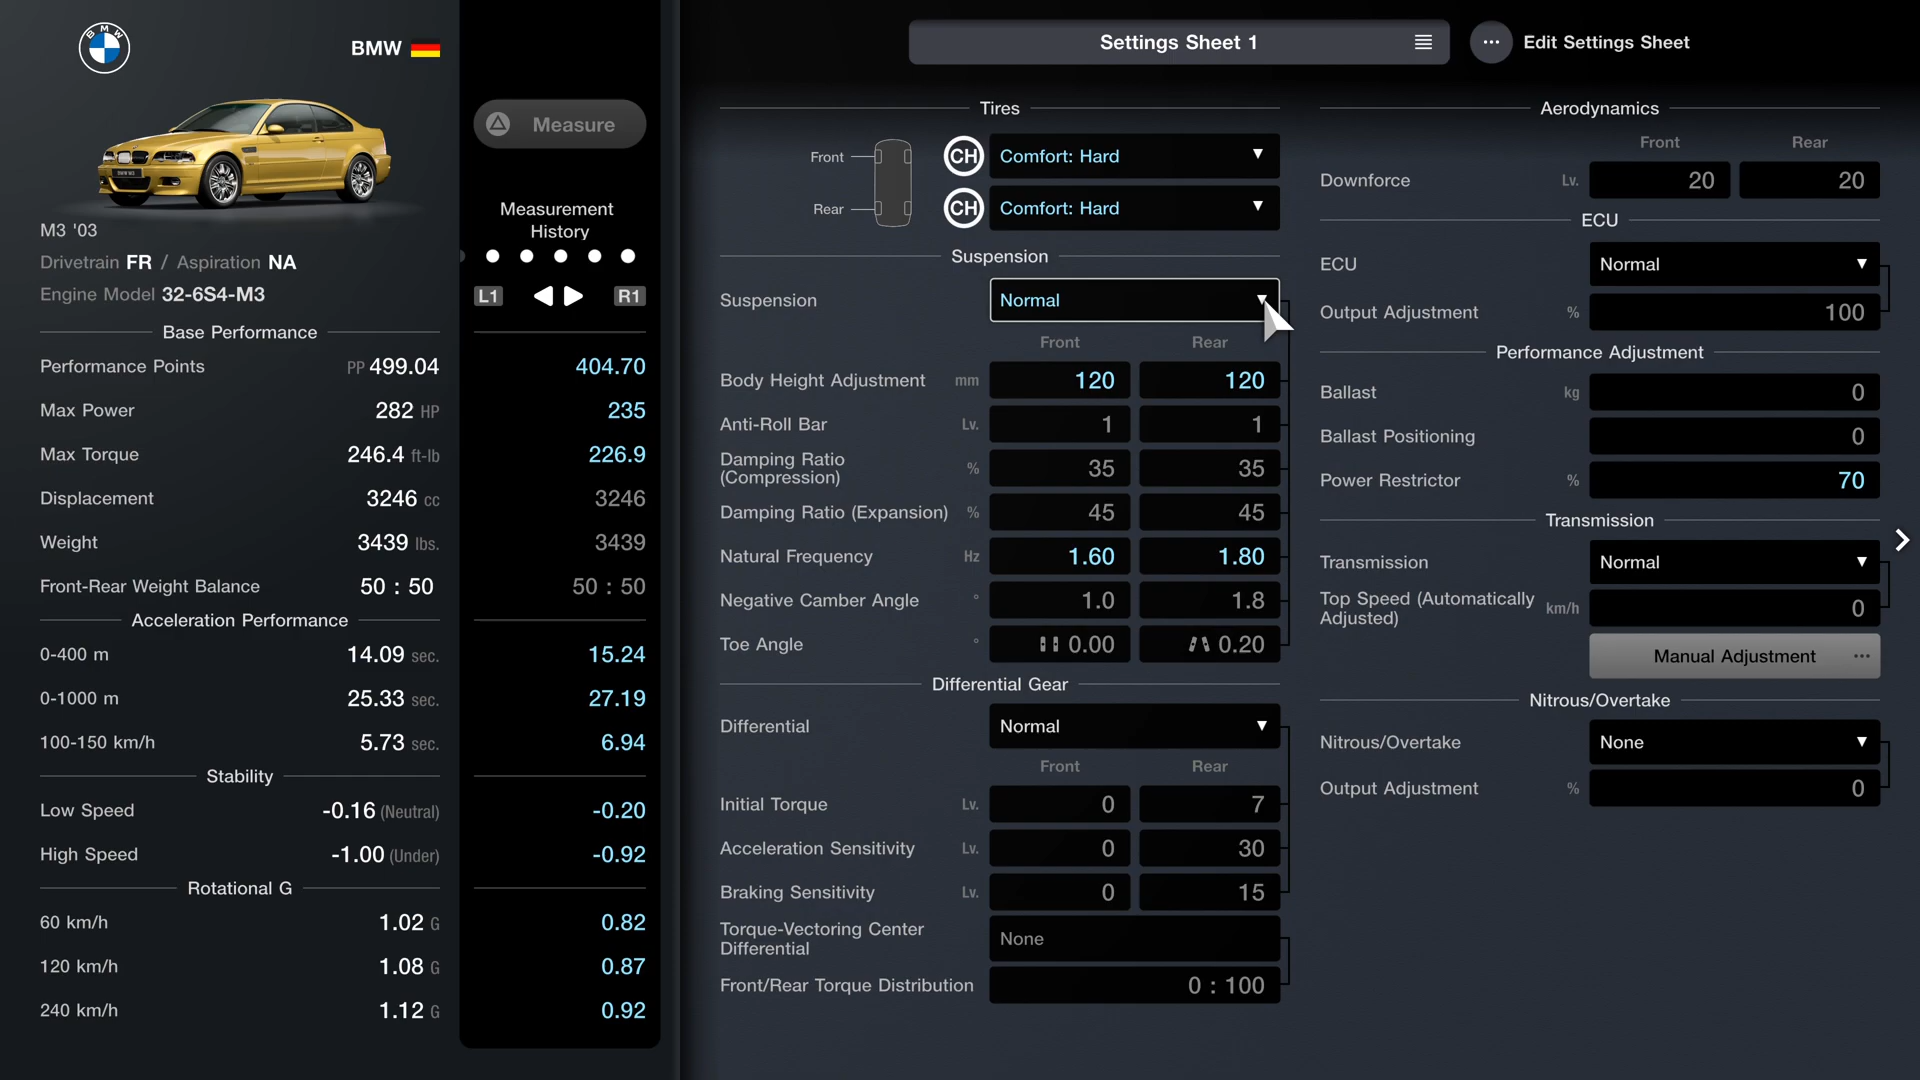 BMW
M3 '03
Drivetrain FR / Aspiration NA
Engine Model 32-6S4-M3
Base Performance
Performance Points PP 499.04 404.70
Max Power 282 HP 235
Max Torque 246.4 ft-lb 226.9
Displacement 3246 cc 3246
Weight 3439 lbs. 3439
Front-Rear Weight Balance 50 : 50 50 : 50
Acceleration Performance
0-400 m 14.09 sec. 15.24
0-1000 m 25.33 sec. 27.19
100-150 km/h 5.73 sec. 6.94
Stability
Low Speed -0.16 (Neutral) -0.20
High Speed -1.00 (Under) -0.92
Rotational G
60 km/h 1.02 G 0.82
120 km/h 1.08 G 0.87
240 km/h 1.12 G 0.92
Measure
Measurement
History
L1 R1
Settings Sheet 1
Edit Settings Sheet
Tires
Front CH Comfort: Hard
Rear CH Comfort: Hard
Suspension
Suspension Normal
Front Rear
Body Height Adjustment mm 120 120
Anti-Roll Bar Lv. 1 1
Damping Ratio
(Compression) % 35 35
Damping Ratio (Expansion) % 45 45
Natural Frequency Hz 1.60 1.80
Negative Camber Angle ° 1.0 1.8
Toe Angle ° 0.00 0.20
Differential Gear
Differential Normal
Front Rear
Initial Torque Lv. 0 7
Acceleration Sensitivity Lv. 0 30
Braking Sensitivity Lv. 0 15
Torque-Vectoring Center
Differential None
Front/Rear Torque Distribution 0 : 100
Aerodynamics
Front Rear
Downforce Lv. 20 20
ECU
ECU Normal
Output Adjustment % 100
Performance Adjustment
Ballast kg 0
Ballast Positioning 0
Power Restrictor % 70
Transmission
Transmission Normal
Top Speed (Automatically
Adjusted) km/h 0
Manual Adjustment
Nitrous/Overtake
Nitrous/Overtake None
Output Adjustment % 0